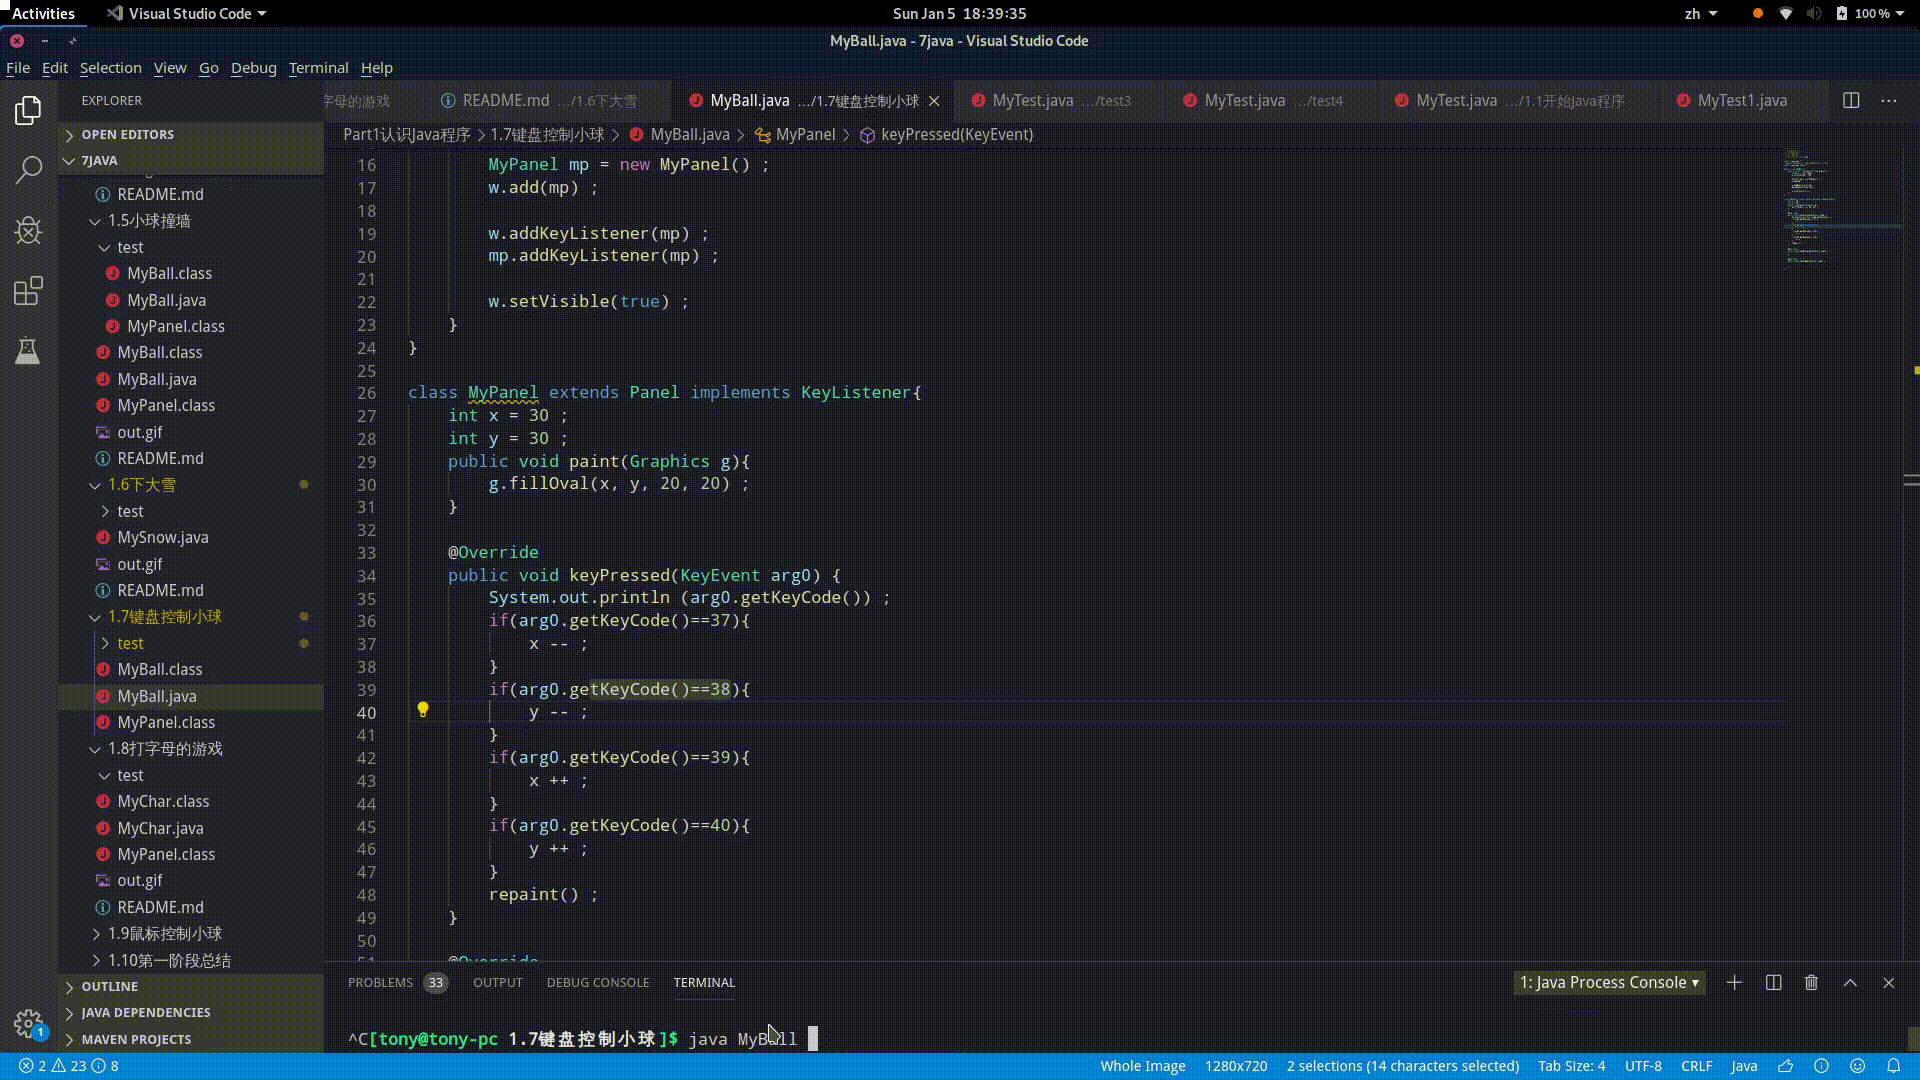 Activities Visual Studio Code Sun Jan 5 18:39:35 zh 100 %
MyBall.java - 7java - Visual Studio Code
File Edit Selection View Go Debug Terminal Help
EXPLORER
OPEN EDITORS
7JAVA
README.md
1.5小球撞墙
test
MyBall.class
MyBall.java
MyPanel.class
MyBall.class
MyBall.java
MyPanel.class
out.gif
README.md
1.6下大雪
test
MySnow.java
out.gif
README.md
1.7键盘控制小球
test
MyBall.class
MyBall.java
MyPanel.class
1.8打字母的游戏
test
MyChar.class
MyChar.java
MyPanel.class
out.gif
README.md
1.9鼠标控制小球
1.10第一阶段总结
OUTLINE
JAVA DEPENDENCIES
MAVEN PROJECTS
字母的游戏 README.md .../1.6下大雪 MyBall.java .../1.7键盘控制小球 MyTest.java .../test3 MyTest.java .../test4 MyTest.java .../1.1开始Java程序 MyTest1.java
Part1认识Java程序 > 1.7键盘控制小球 > MyBall.java > MyPanel > keyPressed(KeyEvent)
16 MyPanel mp = new MyPanel() ;
17 w.add(mp) ;
18
19 w.addKeyListener(mp) ;
20 mp.addKeyListener(mp) ;
21
22 w.setVisible(true) ;
23 }
24 }
25
26 class MyPanel extends Panel implements KeyListener{
27 int x = 30 ;
28 int y = 30 ;
29 public void paint(Graphics g){
30 g.fillOval(x, y, 20, 20) ;
31 }
32
33 @Override
34 public void keyPressed(KeyEvent arg0) {
35 System.out.println (arg0.getKeyCode()) ;
36 if(arg0.getKeyCode()==37){
37 x -- ;
38 }
39 if(arg0.getKeyCode()==38){
40 y -- ;
41 }
42 if(arg0.getKeyCode()==39){
43 x ++ ;
44 }
45 if(arg0.getKeyCode()==40){
46 y ++ ;
47 }
48 repaint() ;
49 }
50
51 @Override
PROBLEMS 33 OUTPUT DEBUG CONSOLE TERMINAL 1: Java Process Console
^C[tony@tony-pc 1.7键盘控制小球]$ java MyBall
1
2 23 8 Whole Image 1280x720 2 selections (14 characters selected) Tab Size: 4 UTF-8 CRLF Java